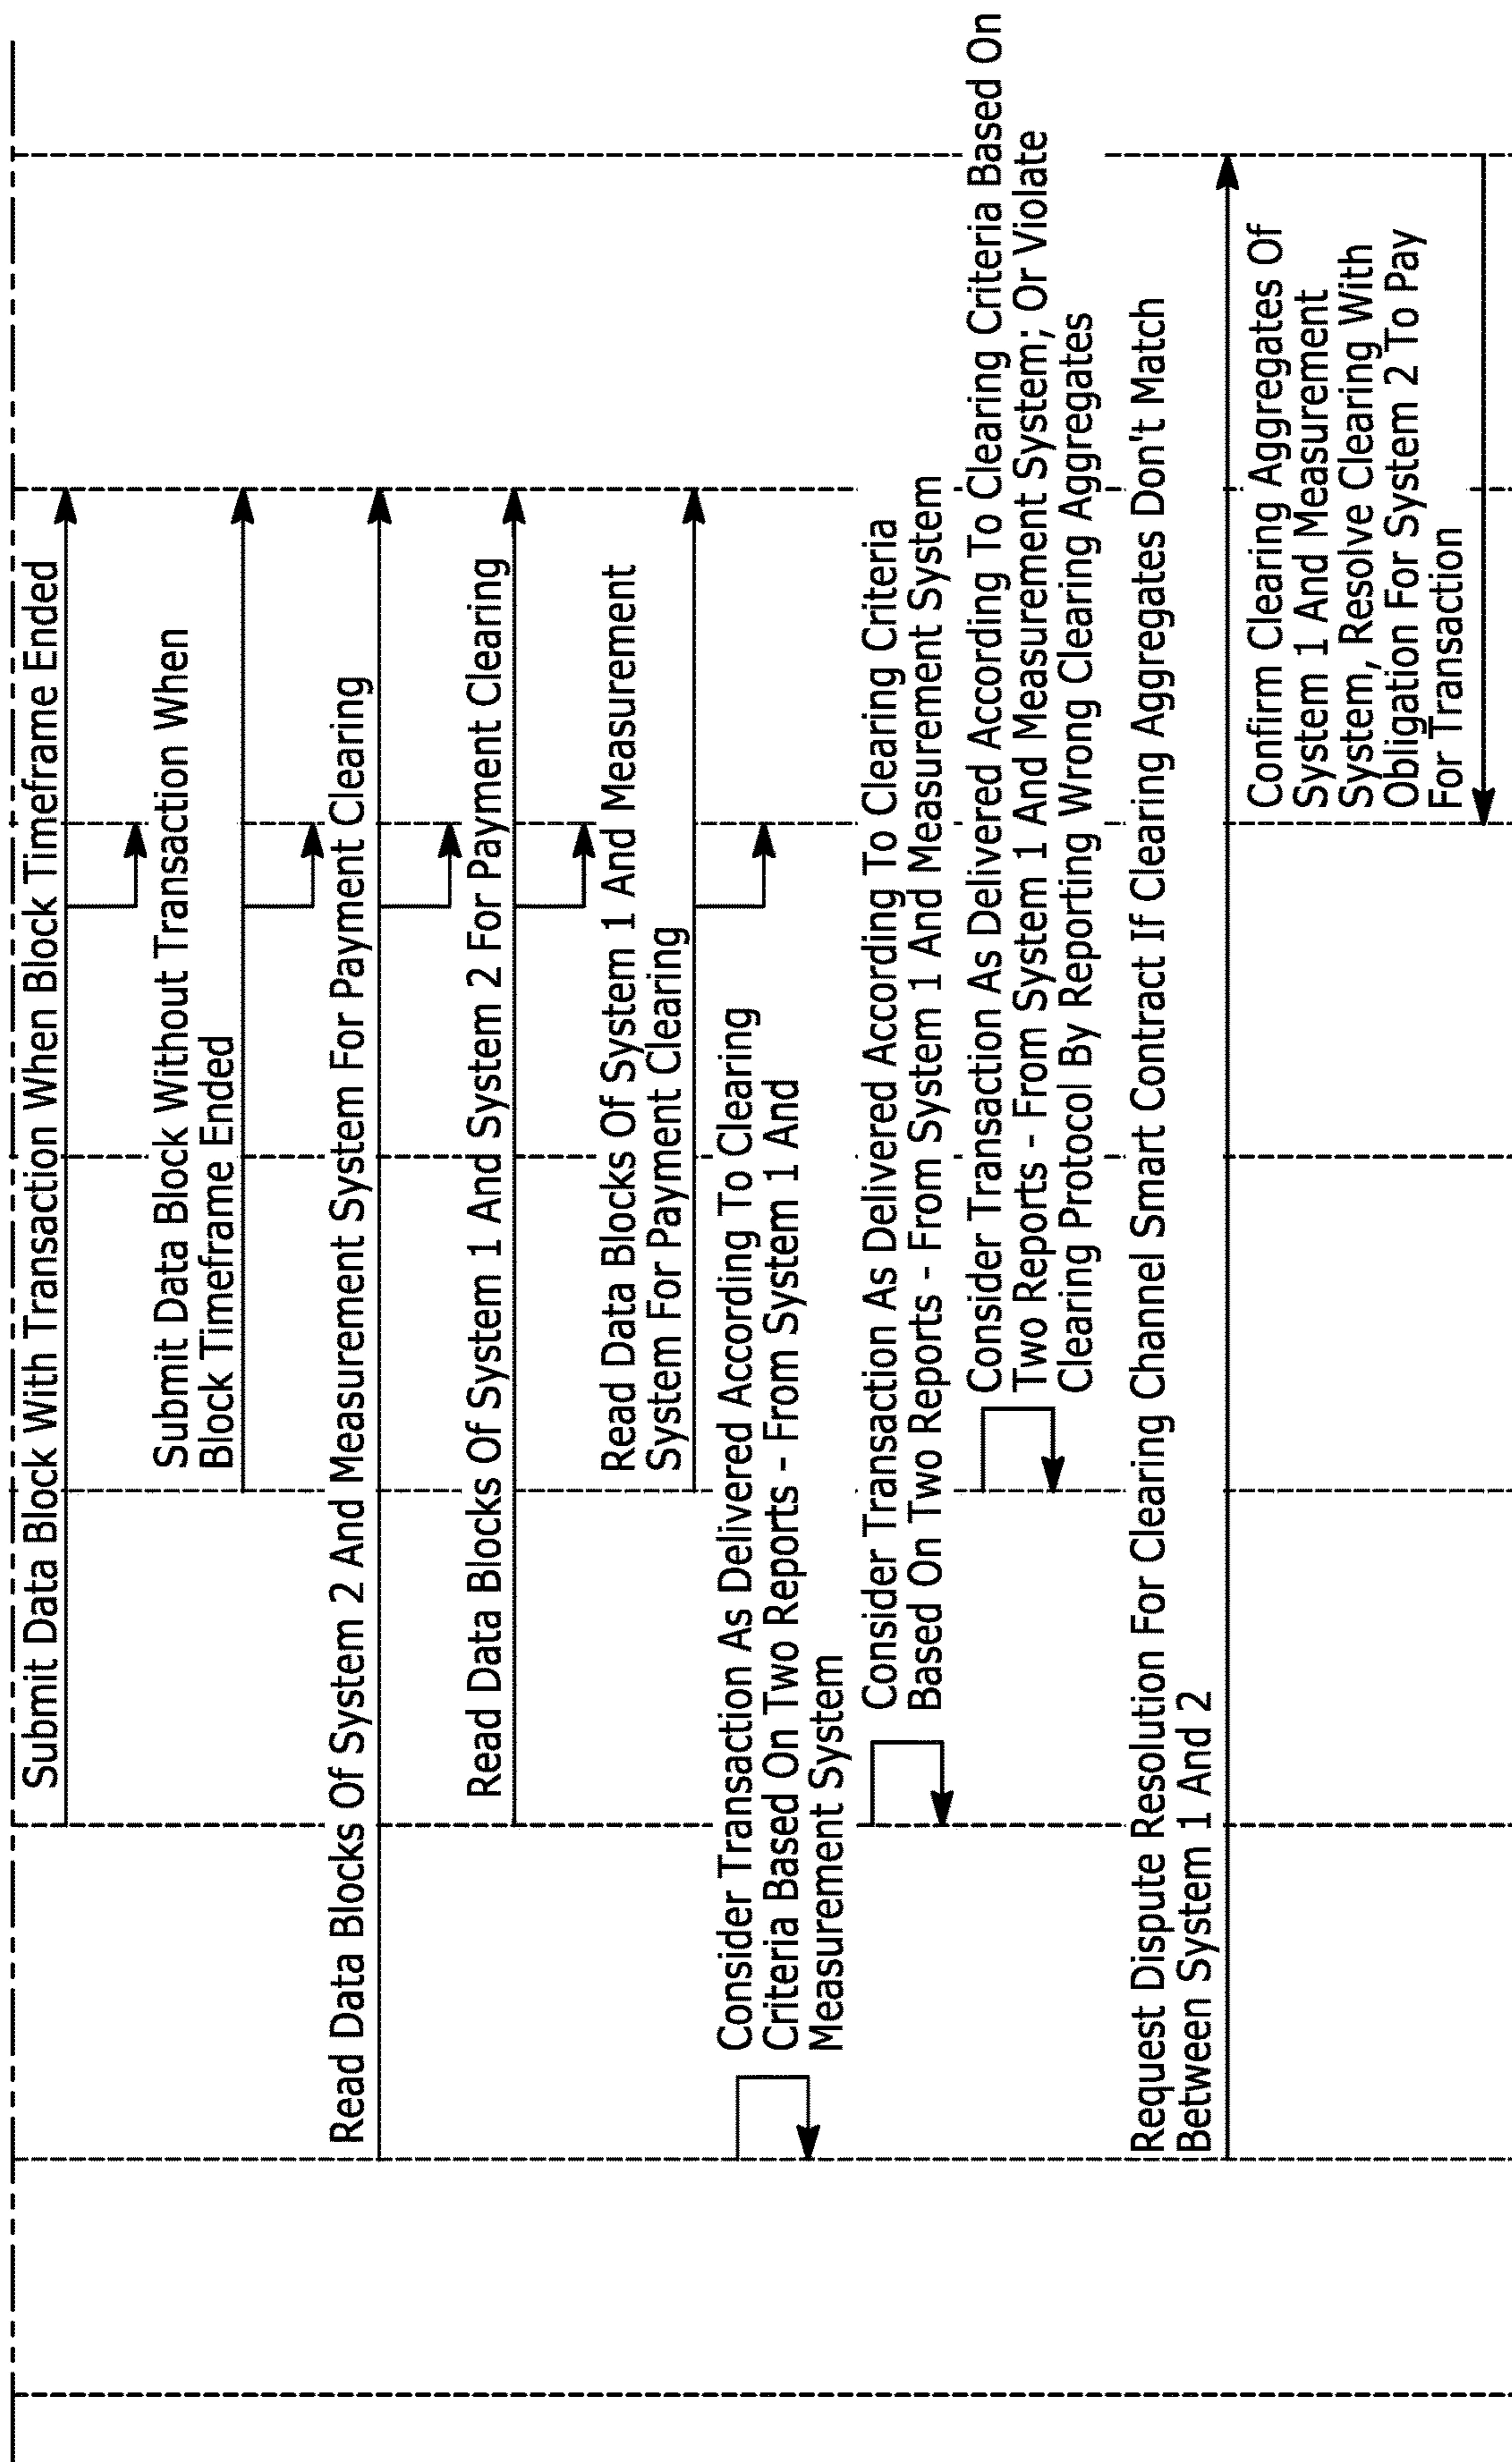 Submit Data Block With Transaction When Block Timeframe Ended
Submit Data Block Without Transaction When
Block Timeframe Ended
Read Data Blocks Of System 2 And Measurement System For Payment Clearing
Read Data Blocks Of System 1 And System 2 For Payment Clearing
Read Data Blocks Of System 1 And Measurement
System For Payment Clearing
Consider Transaction As Delivered According To Clearing
Criteria Based On Two Reports - From System 1 And
Measurement System
Consider Transaction As Delivered According To Clearing Criteria
Based On Two Reports - From System 1 And Measurement System
Consider Transaction As Delivered According To Clearing Criteria Based On
Two Reports - From System 1 And Measurement System; Or Violate
Clearing Protocol By Reporting Wrong Clearing Aggregates
Request Dispute Resolution For Clearing Channel Smart Contract If Clearing Aggregates Don't Match
Between System 1 And 2
Confirm Clearing Aggregates Of
System 1 And Measurement
System, Resolve Clearing With
Obligation For System 2 To Pay
For Transaction